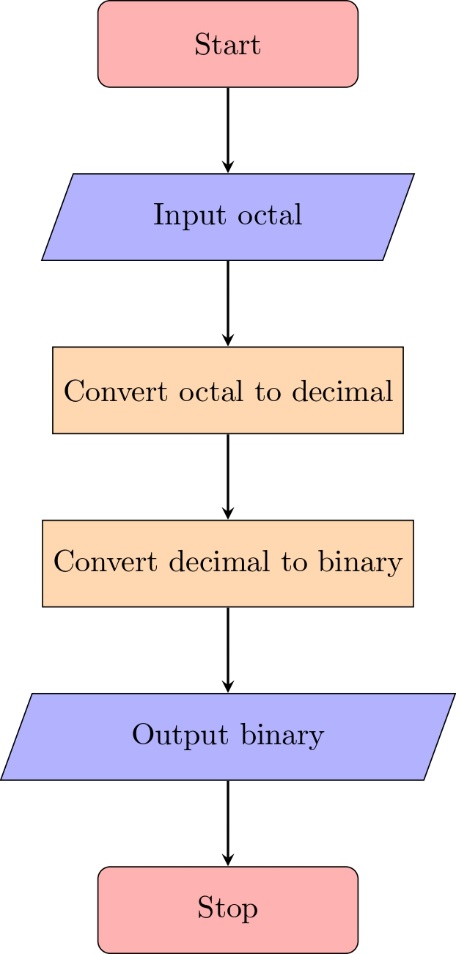 Start
Input octal
Convert octal to decimal
Convert decimal to binary
Output binary
Stop